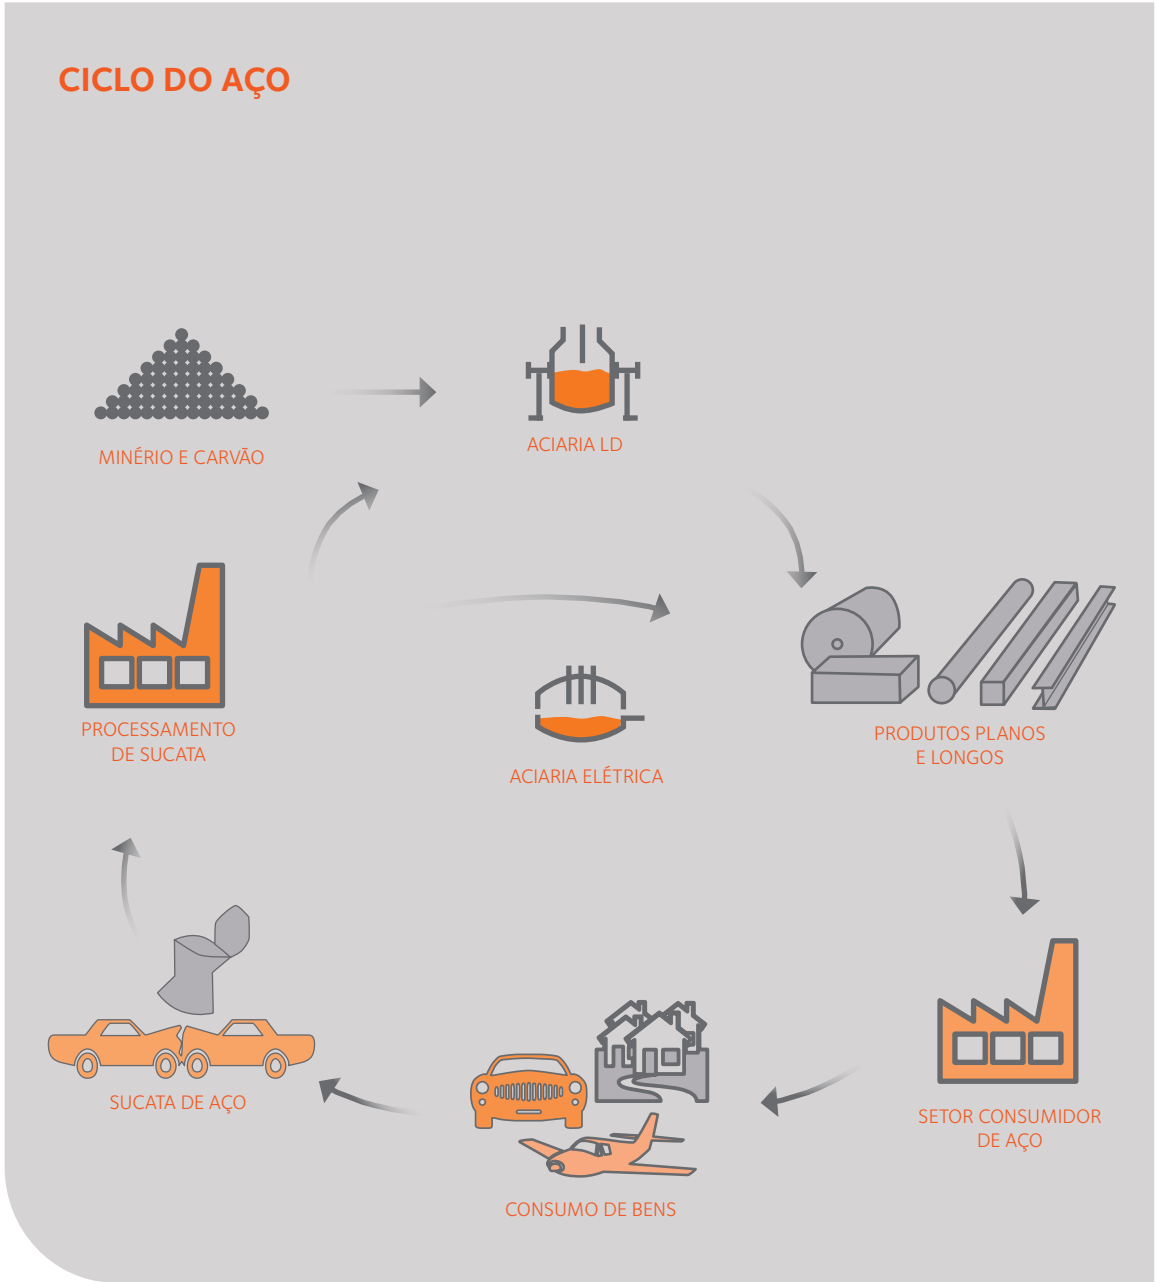 CICLO DO AÇO
MINÉRIO E CARVÃO
ACIARIA LD
PROCESSAMENTO
DE SUCATA
ACIARIA ELÉTRICA
PRODUTOS PLANOS
E LONGOS
SUCATA DE AÇO
CONSUMO DE BENS
SETOR CONSUMIDOR
DE AÇO